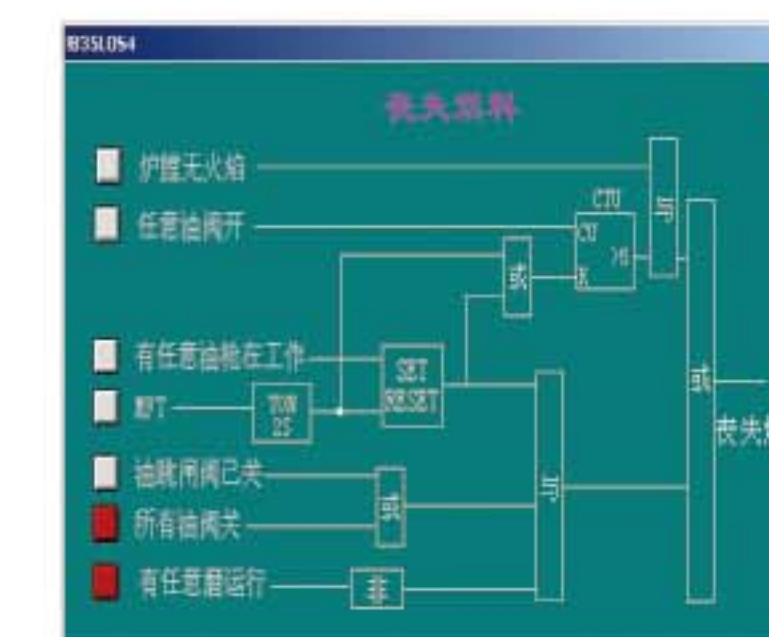 丧失燃料
炉膛无火焰
任意油阀开
CTU
CU
R
与
或
有任意油枪在工作
SET
RESET
MFT
TON
2S
或
油跳闸阀已关
所有油阀关
或
与
有任意磨运行
非
丧失燃